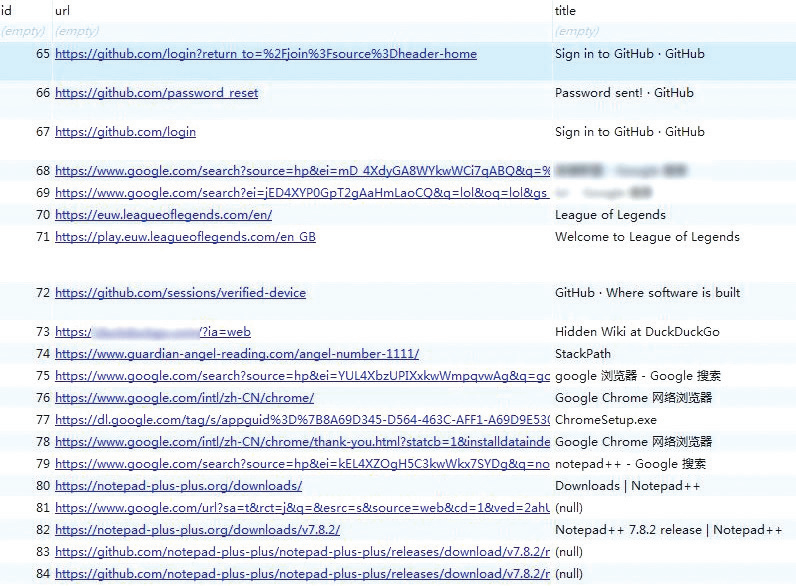 id url title
(empty) (empty) (empty)
65 https://github.com/login?return_to=%2Fjoin%3Fsource%3Dheader-home Sign in to GitHub · GitHub
66 https://github.com/password_reset Password sent! · GitHub
67 https://github.com/login Sign in to GitHub · GitHub
68 https://www.google.com/search?source=hp&ei=mD_4XdyGA8WYkwWCi7qABQ&q=%
69 https://www.google.com/search?ei=jED4XYP0GpT2gAaHmLaoCQ&q=lol&oq=lol&gs_
70 https://euw.leagueoflegends.com/en/ League of Legends
71 https://play.euw.leagueoflegends.com/en_GB Welcome to League of Legends
72 https://github.com/sessions/verified-device GitHub · Where software is built
73 https:/ /?ia=web Hidden Wiki at DuckDuckGo
74 https://www.guardian-angel-reading.com/angel-number-1111/ StackPath
75 https://www.google.com/search?source=hp&ei=YUL4XbzUPIXxkwWmpqvwAg&q=go google 浏览器 - Google 搜索
76 https://www.google.com/intl/zh-CN/chrome/ Google Chrome 网络浏览器
77 https://dl.google.com/tag/s/appguid%3D%7B8A69D345-D564-463C-AFF1-A69D9E530 ChromeSetup.exe
78 https://www.google.com/intl/zh-CN/chrome/thank-you.html?statcb=1&installdatainde Google Chrome 网络浏览器
79 https://www.google.com/search?source=hp&ei=kEL4XZOgH5C3kwWkx7SYDg&q=no notepad++ - Google 搜索
80 https://notepad-plus-plus.org/downloads/ Downloads | Notepad++
81 https://www.google.com/url?sa=t&rct=j&q=&esrc=s&source=web&cd=1&ved=2ahU (null)
82 https://notepad-plus-plus.org/downloads/v7.8.2/ Notepad++ 7.8.2 release | Notepad++
83 https://github.com/notepad-plus-plus/notepad-plus-plus/releases/download/v7.8.2/n (null)
84 https://github.com/notepad-plus-plus/notepad-plus-plus/releases/download/v7.8.2/n (null)